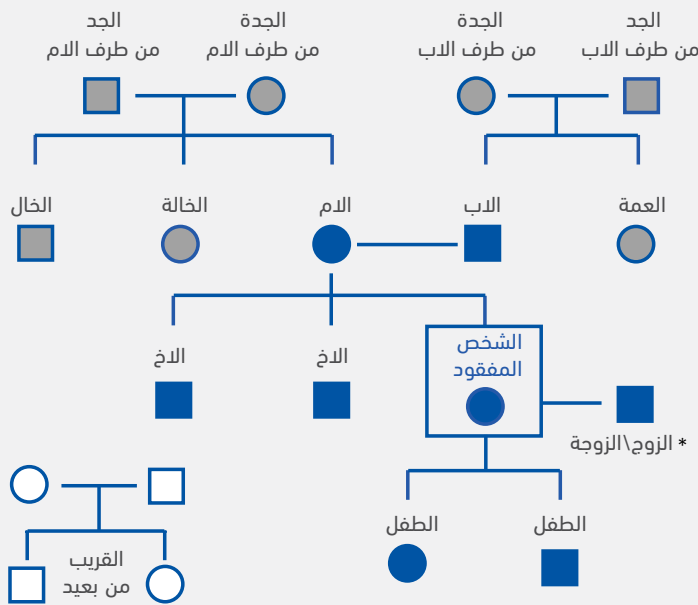 الجد
من طرف الاب
الجدة
من طرف الاب
الجدة
من طرف الام
الجد
من طرف الام
العمة
الاب
الام
الخالة
الخال
الشخص
المفقود
الاخ
الاخ
* الزوج\الزوجة
الطفل
الطفل
القريب
من بعيد